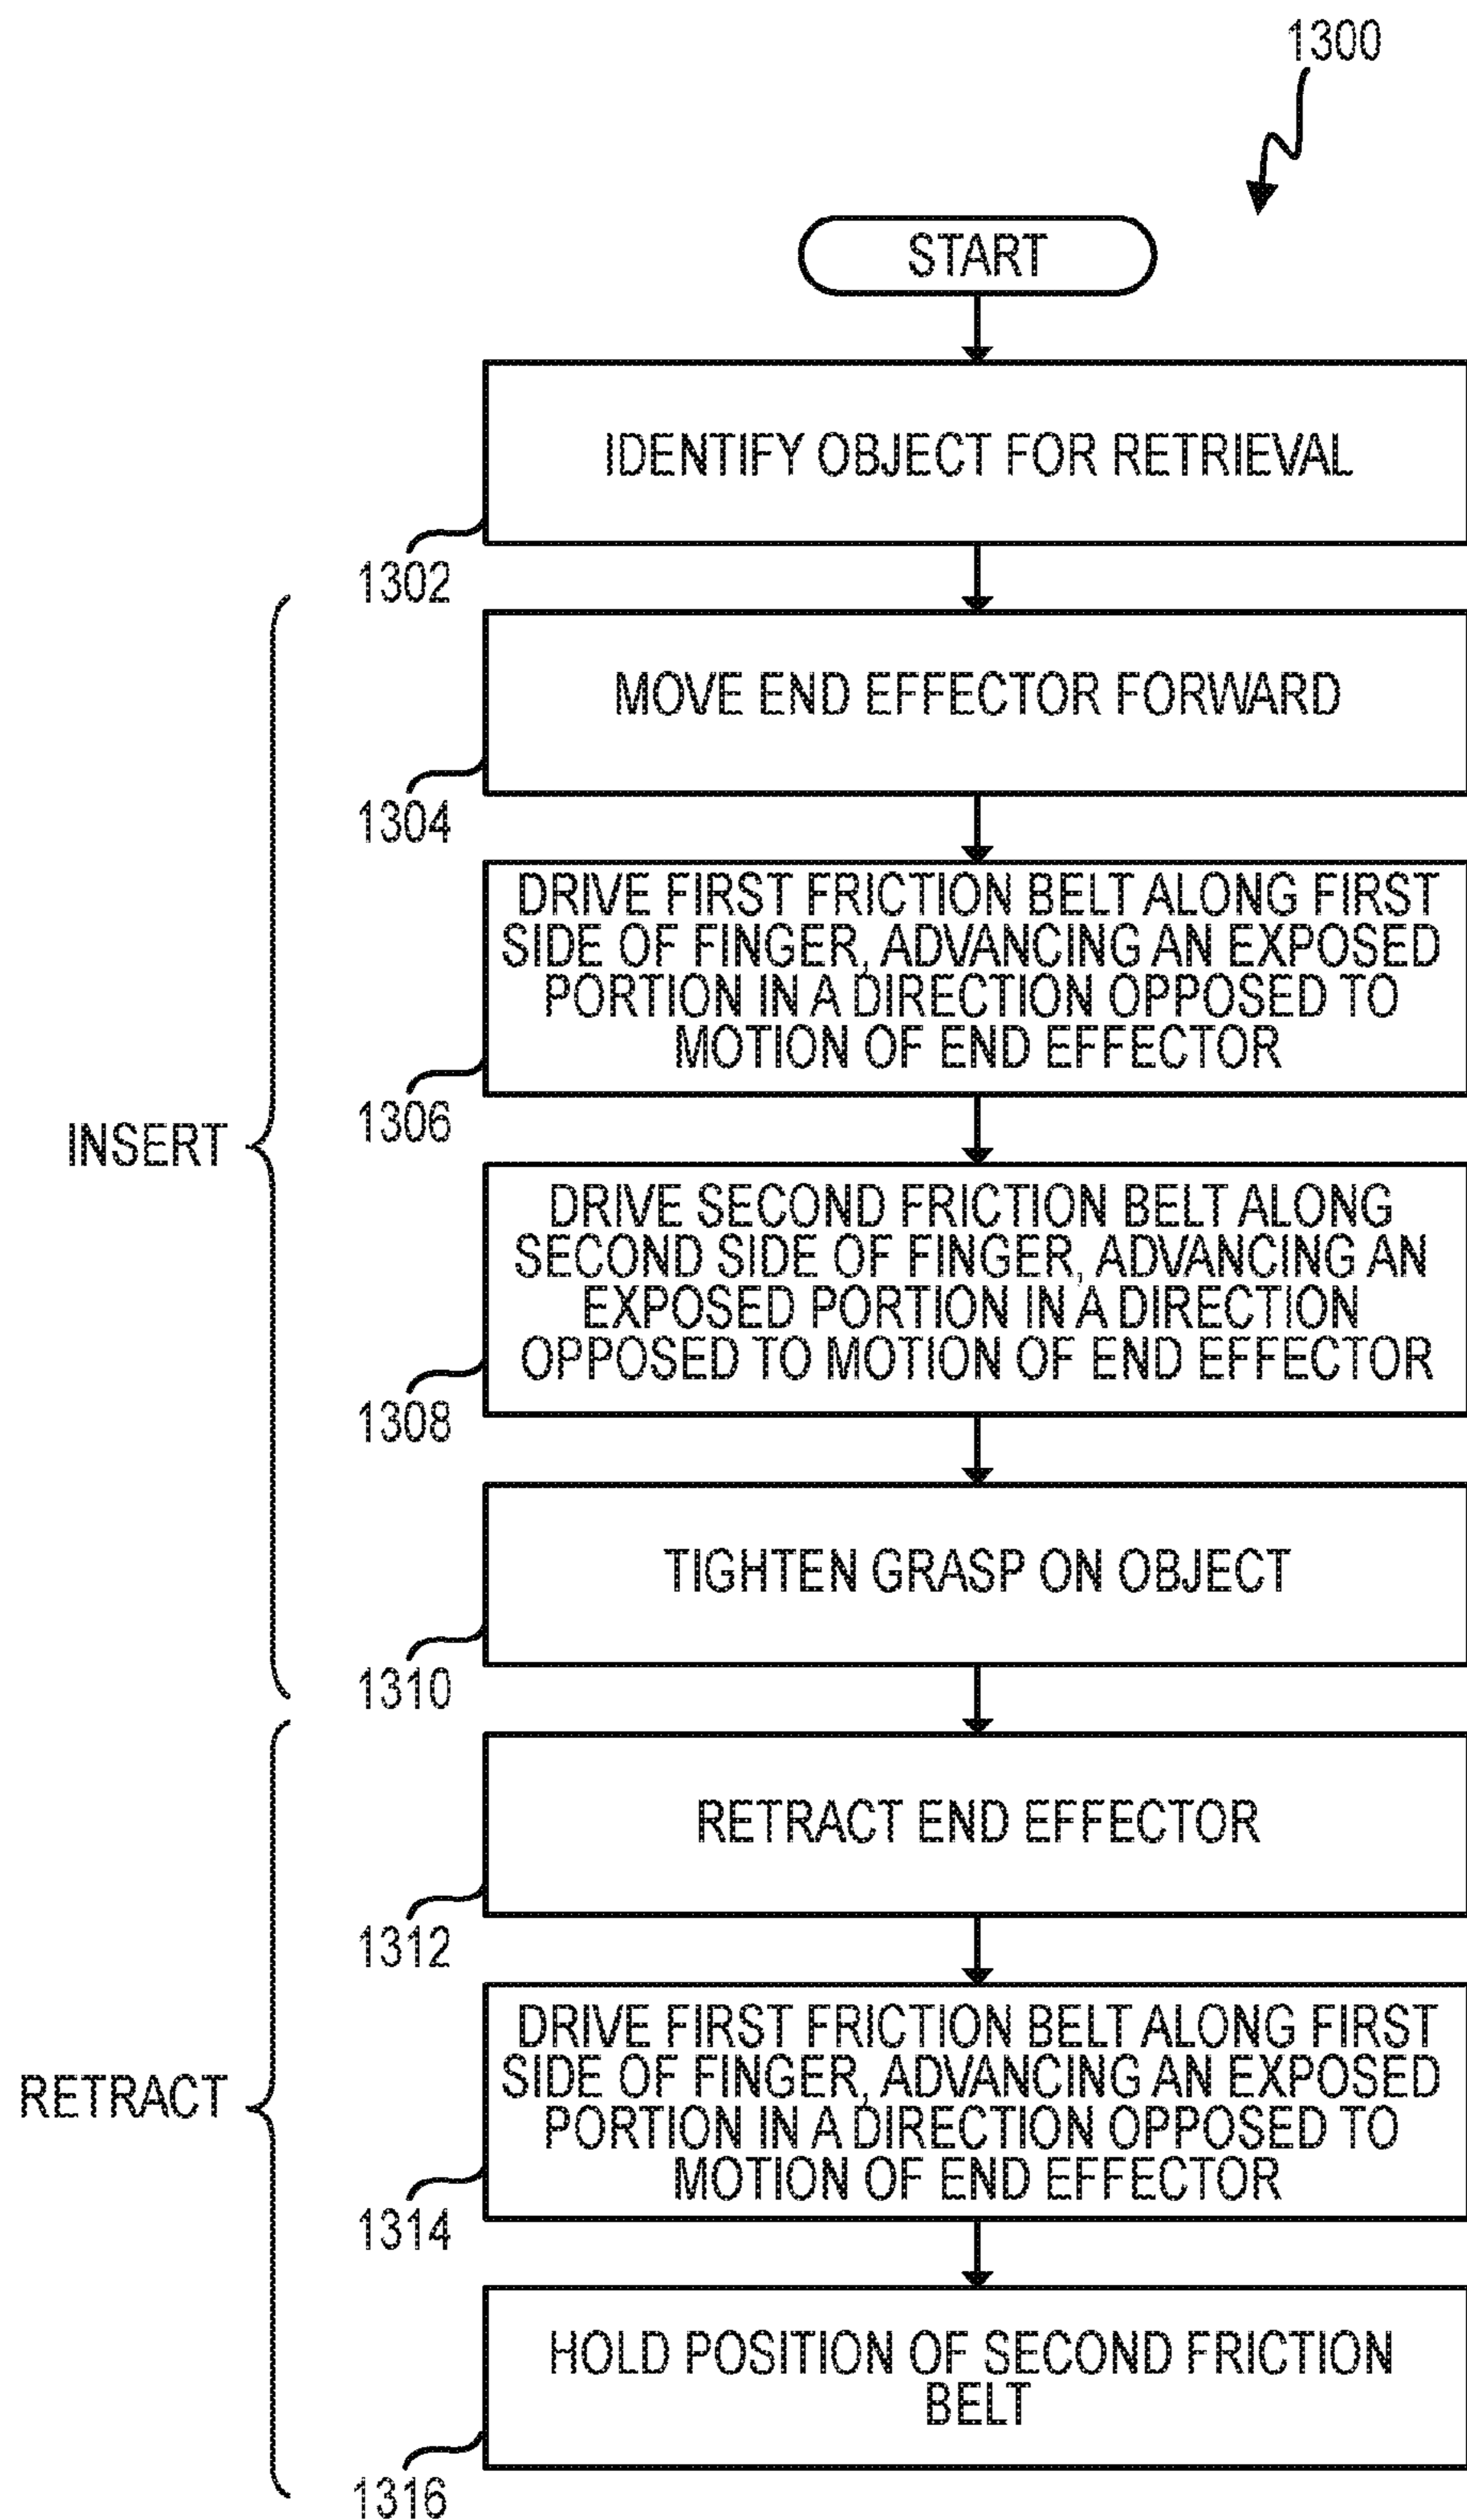 1300
START
IDENTIFY OBJECT FOR RETRIEVAL
1302
MOVE END EFFECTOR FORWARD
1304
DRIVE FIRST FRICTION BELT ALONG FIRST
SIDE OF FINGER, ADVANCING AN EXPOSED
PORTION IN A DIRECTION OPPOSED TO
MOTION OF END EFFECTOR
1306
INSERT
DRIVE SECOND FRICTION BELT ALONG
SECOND SIDE OF FINGER, ADVANCING AN
EXPOSED PORTION IN A DIRECTION
OPPOSED TO MOTION OF END EFFECTOR
1308
TIGHTEN GRASP ON OBJECT
1310
RETRACT END EFFECTOR
1312
DRIVE FIRST FRICTION BELT ALONG FIRST
SIDE OF FINGER, ADVANCING AN EXPOSED
PORTION IN A DIRECTION OPPOSED TO
MOTION OF END EFFECTOR
RETRACT
1314
HOLD POSITION OF SECOND FRICTION
BELT
1316